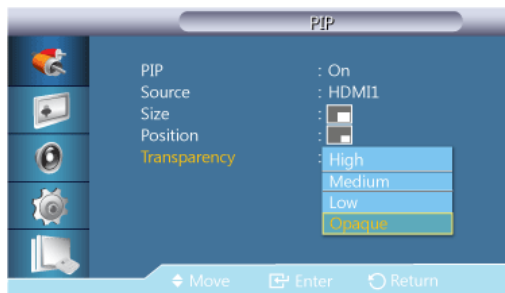 PIP
PIP : On
Source : HDMI1
Size :
Position :
Transparency :
High
Medium
Low
Opaque
Move Enter Return